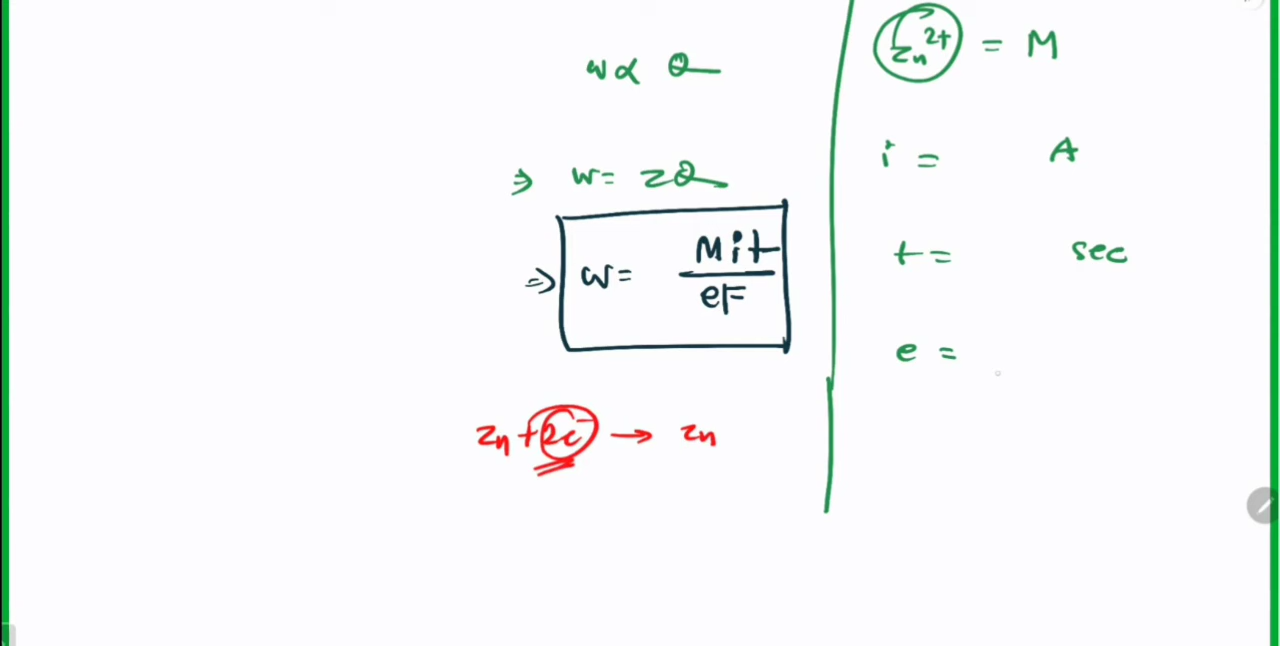 w ∝ Q
⇒ w = ZQ
⇒ w = Mit / eF
Zn + 2e⁻ → Zn
Zn²⁺ = M
i = A
t = sec
e =